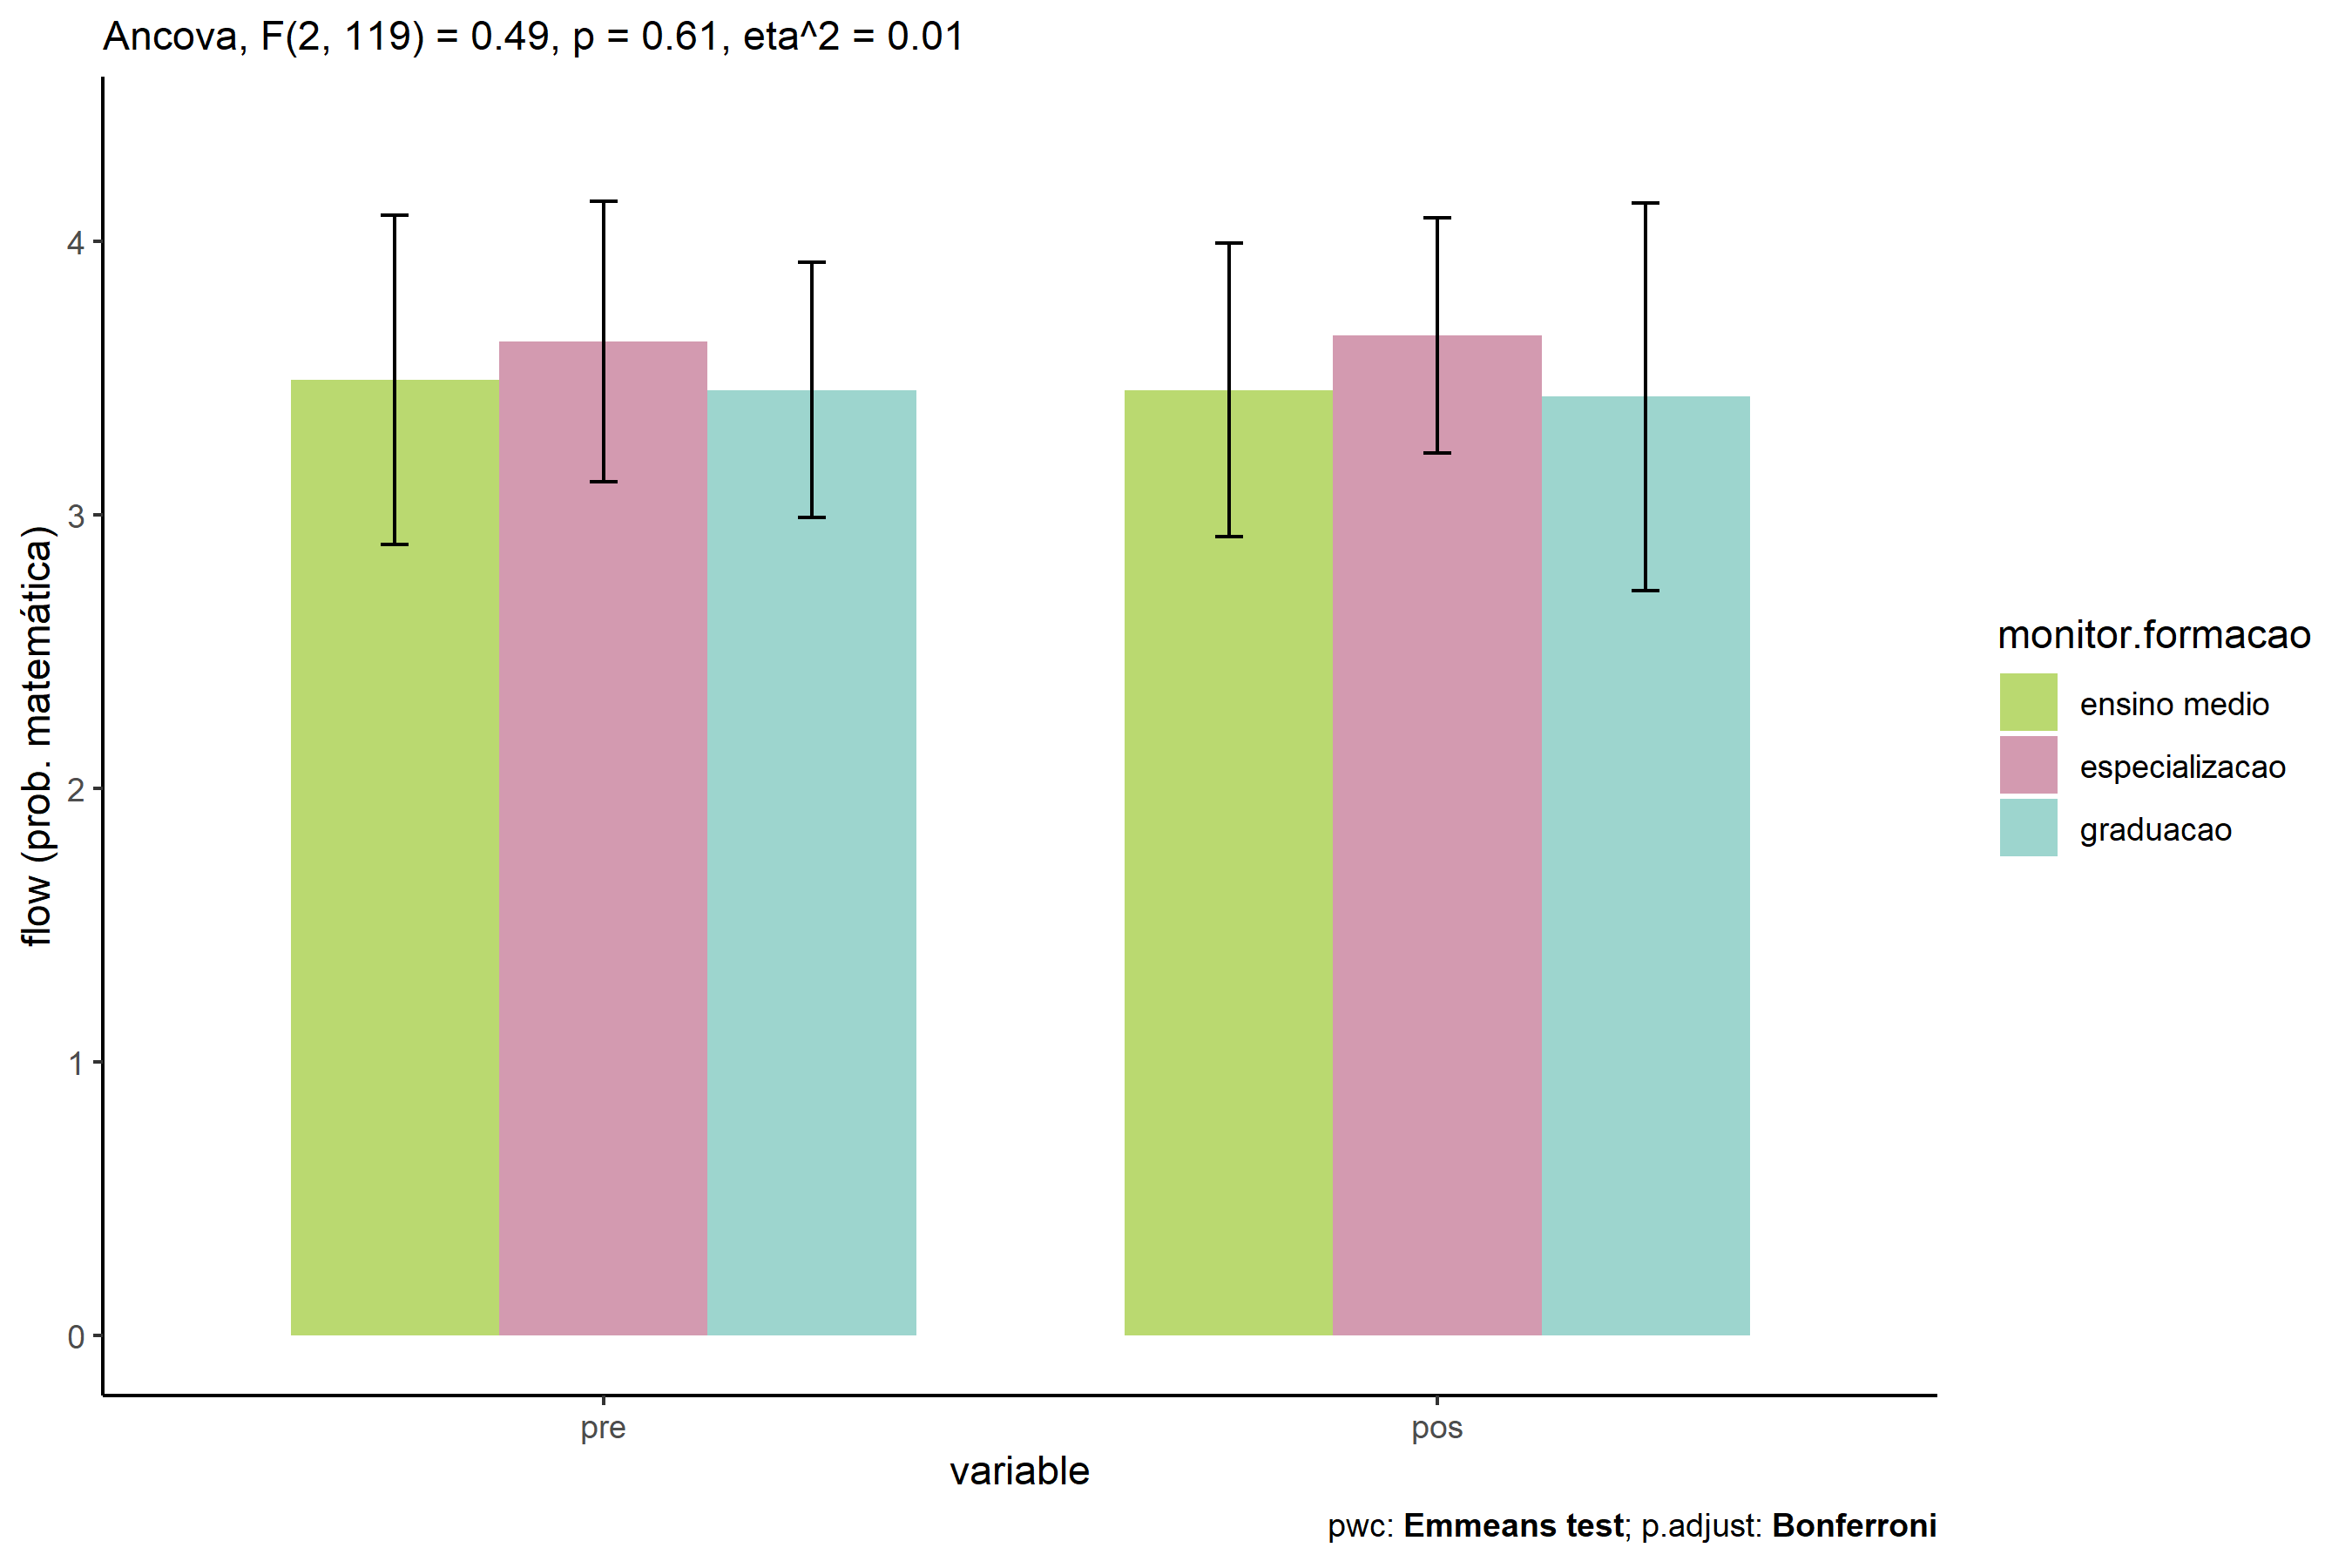 Ancova, F(2, 119) = 0.49, p = 0.61, eta^2 = 0.01
flow (prob. matemática)
4
3
2
1
0
pre
pos
variable
monitor.formacao
ensino medio
especializacao
graduacao
pwc: Emmeans test; p.adjust: Bonferroni